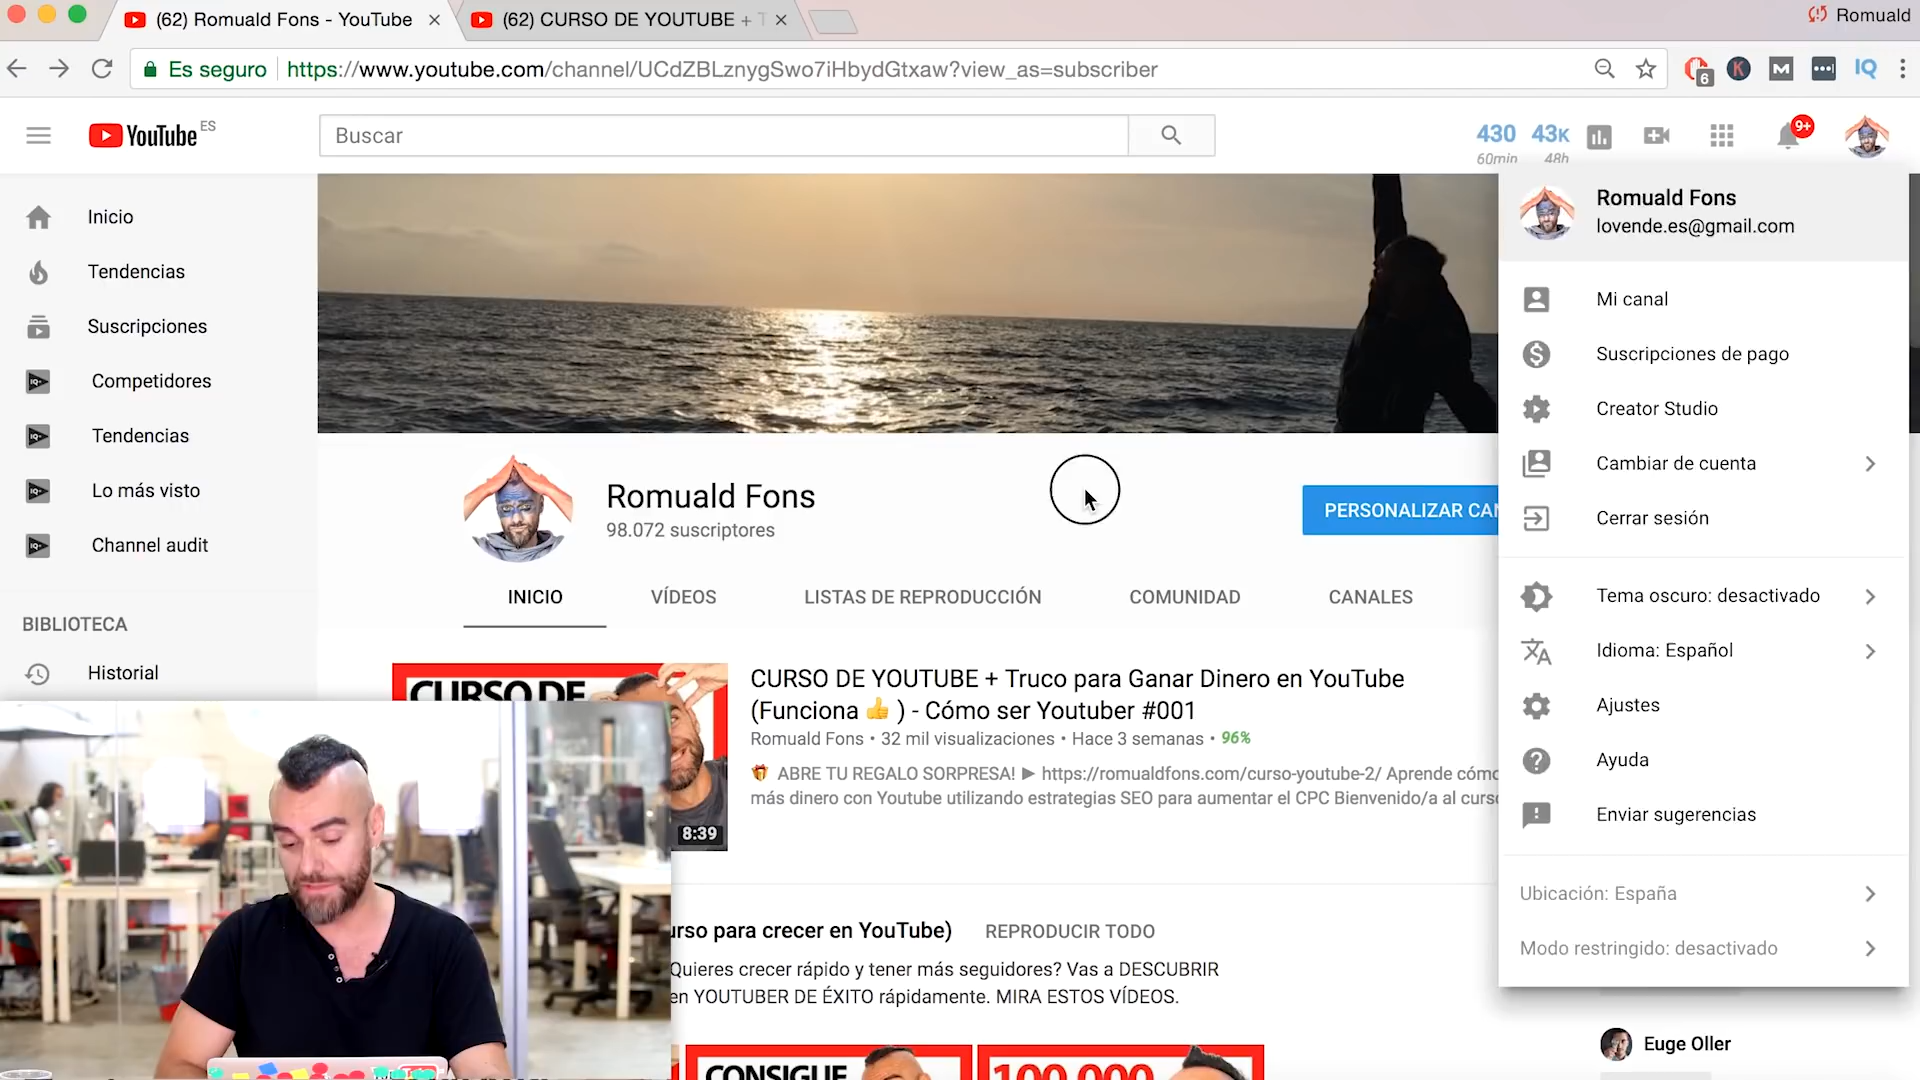 (62) Romuald Fons - YouTube
(62) CURSO DE YOUTUBE +
Romuald
Es seguro
https://www.youtube.com/channel/UCdZBLznygSwo7iHbydGtxaw?view_as=subscriber
6
IQ
YouTube ES
Buscar
430
60min
43K
48h
9+
Inicio
Tendencias
Suscripciones
Competidores
Tendencias
Lo más visto
Channel audit
BIBLIOTECA
Historial
Romuald Fons
98.072 suscriptores
PERSONALIZAR CAN
INICIO
VÍDEOS
LISTAS DE REPRODUCCIÓN
COMUNIDAD
CANALES
CURSO DE
8:39
CURSO DE YOUTUBE + Truco para Ganar Dinero en YouTube
(Funciona 👍 ) - Cómo ser Youtuber #001
Romuald Fons • 32 mil visualizaciones • Hace 3 semanas • 96%
🎁 ABRE TU REGALO SORPRESA! ► https://romualdfons.com/curso-youtube-2/ Aprende cómo
más dinero con Youtube utilizando estrategias SEO para aumentar el CPC Bienvenido/a al curso
urso para crecer en YouTube)
REPRODUCIR TODO
Quieres crecer rápido y tener más seguidores? Vas a DESCUBRIR
en YOUTUBER DE ÉXITO rápidamente. MIRA ESTOS VÍDEOS.
CONSIGUE
100.000
Romuald Fons
lovende.es@gmail.com
Mi canal
Suscripciones de pago
Creator Studio
Cambiar de cuenta
Cerrar sesión
Tema oscuro: desactivado
Idioma: Español
Ajustes
Ayuda
Enviar sugerencias
Ubicación: España
Modo restringido: desactivado
Euge Oller